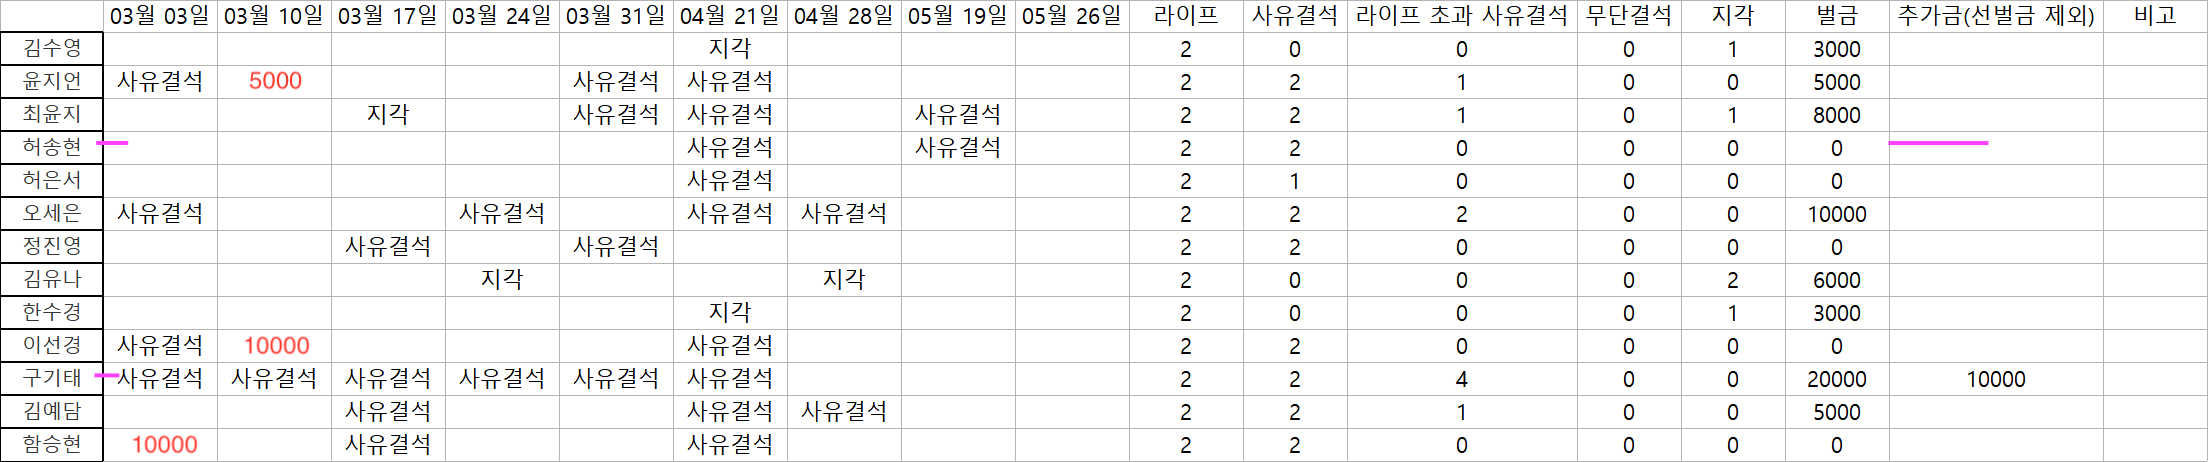 03월 03일 03월 10일 03월 17일 03월 24일 03월 31일 04월 21일 04월 28일 05월 19일 05월 26일 라이프 사유결석 라이프 초과 사유결석 무단결석 지각 벌금 추가금(선벌금 제외) 비고
김수영 지각 2 0 0 0 1 3000
윤지언 사유결석 5000 사유결석 사유결석 2 2 1 0 0 5000
최윤지 지각 사유결석 사유결석 사유결석 2 2 1 0 1 8000
허송현 사유결석 사유결석 2 2 0 0 0 0
허은서 사유결석 2 1 0 0 0 0
오세은 사유결석 사유결석 사유결석 사유결석 2 2 2 0 0 10000
정진영 사유결석 사유결석 2 2 0 0 0 0
김유나 지각 지각 2 0 0 0 2 6000
한수경 지각 2 0 0 0 1 3000
이선경 사유결석 10000 사유결석 2 2 0 0 0 0
구기태 사유결석 사유결석 사유결석 사유결석 사유결석 사유결석 2 2 4 0 0 20000 10000
김예담 사유결석 사유결석 사유결석 2 2 1 0 0 5000
함승현 10000 사유결석 사유결석 2 2 0 0 0 0